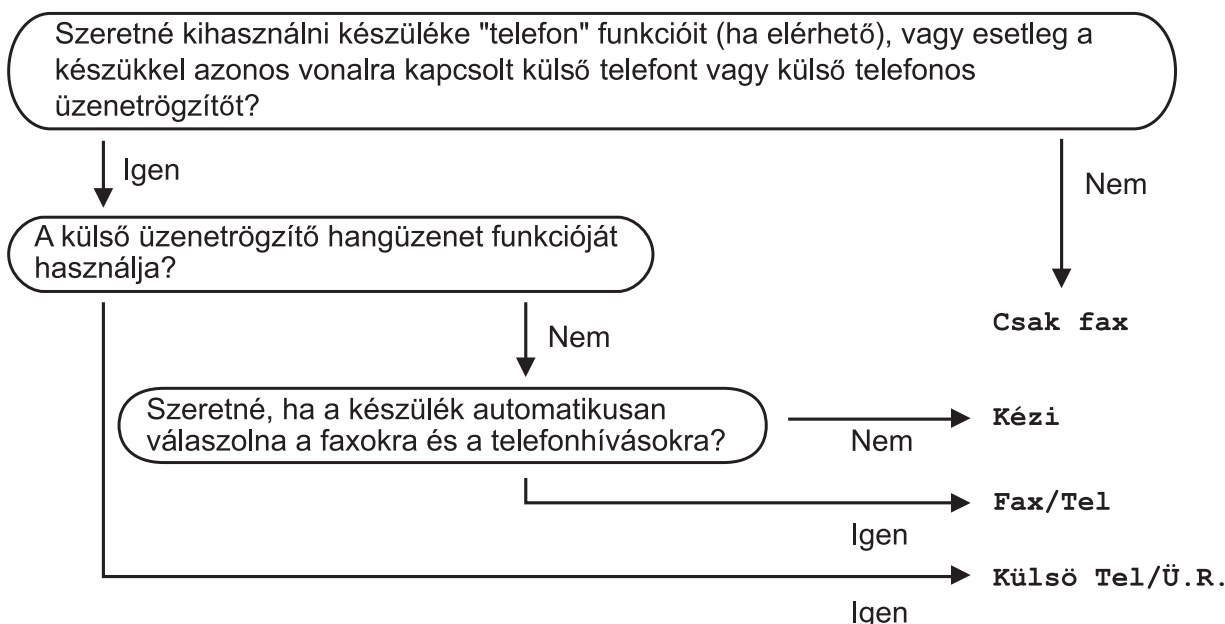 Szeretné kihasználni készüléke "telefon" funkcióit (ha elérhető), vagy esetleg a
készükkel azonos vonalra kapcsolt külső telefont vagy külső telefonos
üzenetrögzítőt?
Igen
Nem
A külső üzenetrögzítő hangüzenet funkcióját
használja?
Nem
Csak fax
Szeretné, ha a készülék automatikusan
válaszolna a faxokra és a telefonhívásokra?
Nem
Kézi
Igen
Fax/Tel
Igen
Külsö Tel/Ü.R.